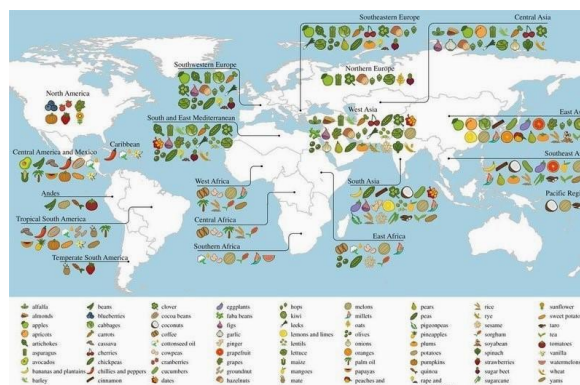 Southeastern Europe
Central Asia
Southwestern Europe
Northern Europe
North America
South and East Mediterranean
West Asia
East As
Central America and Mexico
Caribbean
Southeast A
Andes
West Africa
South Asia
Pacific Regi
Tropical South America
Central Africa
Southern Africa
East Africa
Temperate South America
alfalfa beans clover eggplants hops melons pears rice sunflower
almonds blueberries cocoa beans faba beans kiwi millets peas rye sweet potato
apples cabbages coconuts figs leeks oats pigeonpeas sesame taro
apricots carrots coffee garlic lemons and limes olives pineapples sorghum tea
artichokes cassava cottonseed oil ginger lentils onions plums soybean tomatoes
asparagus cherries cowpeas grapefruit lettuce oranges potatoes spinach vanilla
avocados chickpeas cranberries grapes maize palm oil pumpkins strawberries watermelons
bananas and plantains chillies and peppers cucumbers groundnut mangoes papayas quinoa sugar beet wheat
barley cinnamon dates hazelnuts mate peaches and rape and sugarcane yams